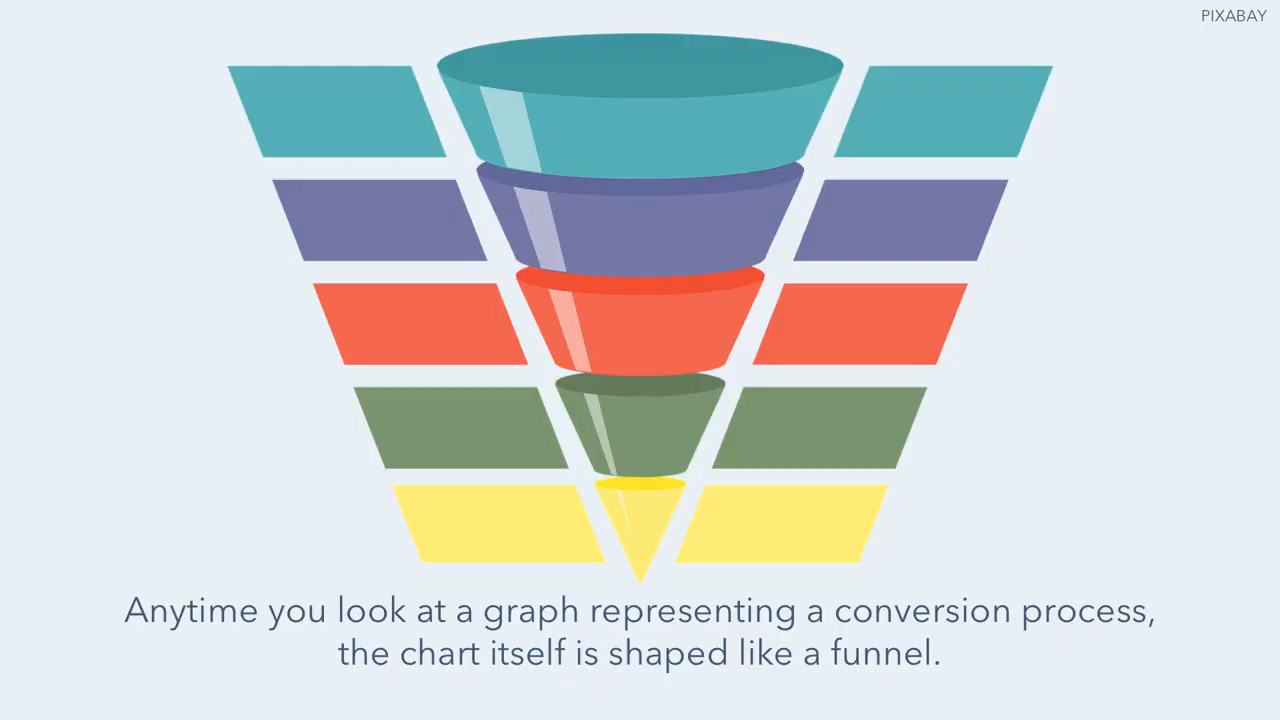 PIXABAY
Anytime you look at a graph representing a conversion process,
the chart itself is shaped like a funnel.